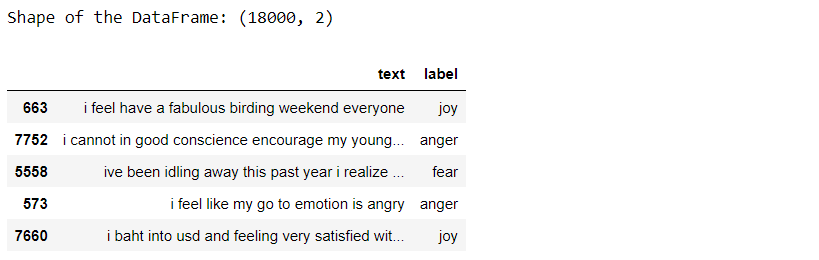 Shape of the DataFrame: (18000, 2)
text label
663 i feel have a fabulous birding weekend everyone joy
7752 i cannot in good conscience encourage my young... anger
5558 ive been idling away this past year i realize ... fear
573 i feel like my go to emotion is angry anger
7660 i baht into usd and feeling very satisfied wit... joy